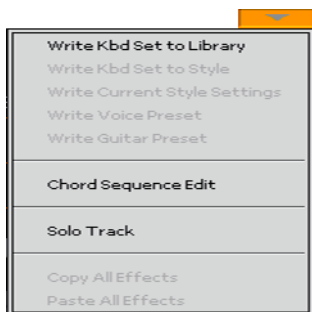 Write Kbd Set to Library
Write Kbd Set to Style
Write Current Style Settings
Write Voice Preset
Write Guitar Preset
Chord Sequence Edit
Solo Track
Copy All Effects
Paste All Effects